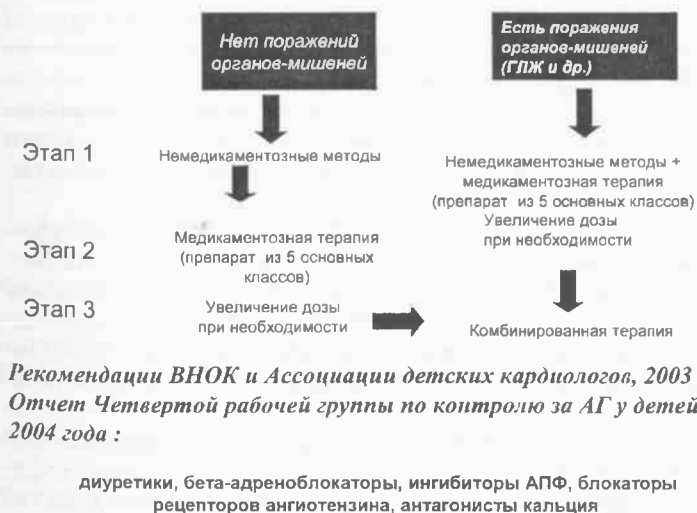 Нет поражений
органов-мишеней
Есть поражения
органов-мишеней
(ГЛЖ и др.)
Этап 1
Немедикаментозные методы
Немедикаментозные методы +
медикаментозная терапия
(препарат из 5 основных классов)
Увеличение дозы
при необходимости
Этап 2
Медикаментозная терапия
(препарат из 5 основных
классов)
Этап 3
Увеличение дозы
при необходимости
Комбинированная терапия
Рекомендации ВНОК и Ассоциации детских кардиологов, 2003
Отчет Четвертой рабочей группы по контролю за АГ у детей
2004 года :
диуретики, бета-адреноблокаторы, ингибиторы АПФ, блокаторы
рецепторов ангиотензина, антагонисты кальция